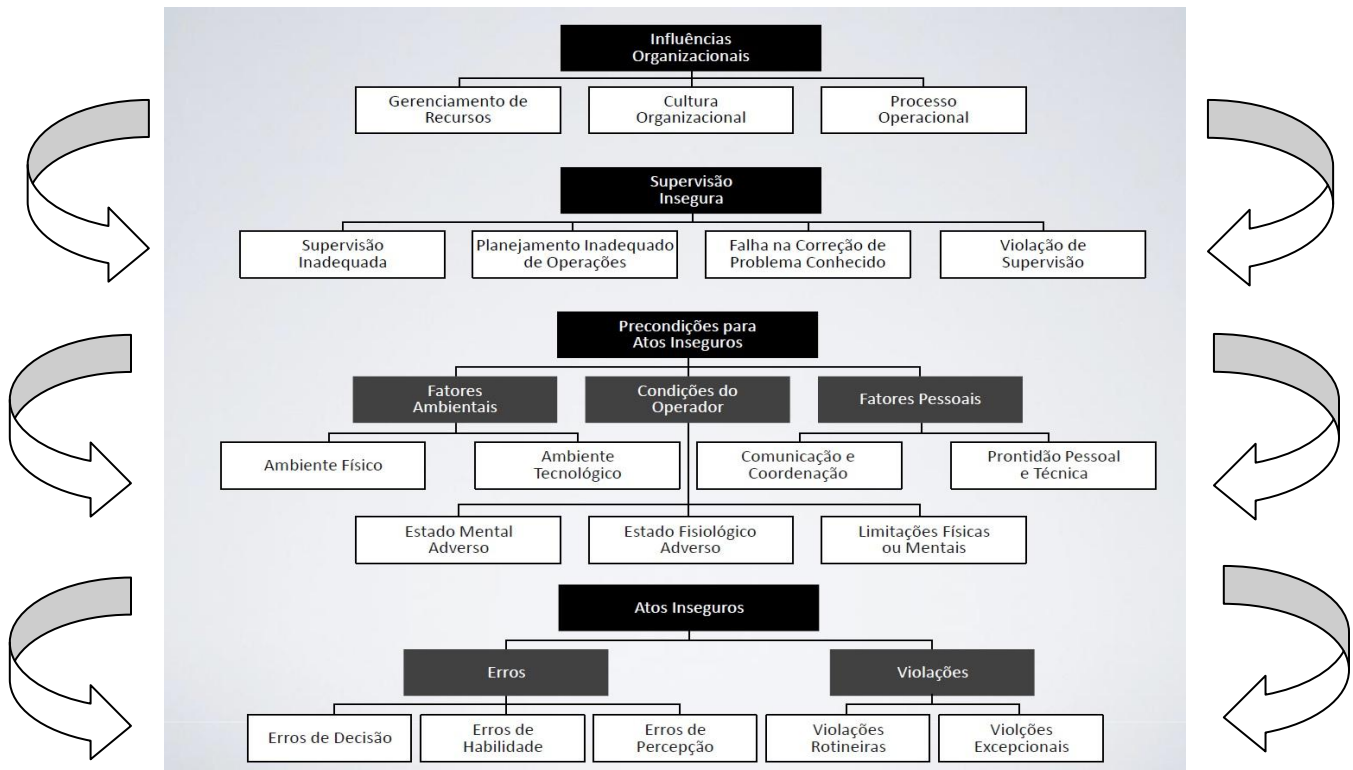 Influências
Organizacionais
Gerenciamento de
Recursos
Cultura
Organizacional
Processo
Operacional
Supervisão
Insegura
Supervisão
Inadequada
Planejamento Inadequado
de Operações
Falha na Correção de
Problema Conhecido
Violação de
Supervisão
Precondições para
Atos Inseguros
Fatores
Ambientais
Condições do
Operador
Fatores Pessoais
Ambiente Físico
Ambiente
Tecnológico
Comunicação e
Coordenação
Prontidão Pessoal
e Técnica
Estado Mental
Adverso
Estado Fisiológico
Adverso
Limitações Físicas
ou Mentais
Atos Inseguros
Erros
Violações
Erros de Decisão
Erros de
Habilidade
Erros de
Percepção
Violações
Rotineiras
Violções
Excepcionais